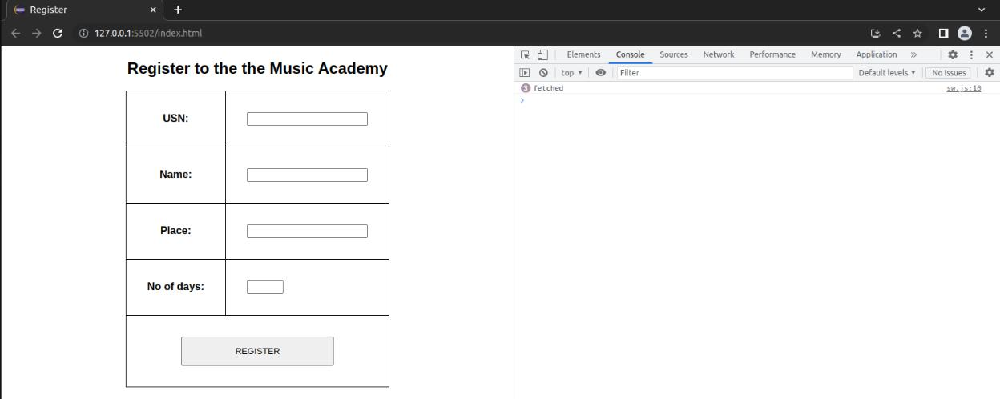 Register
127.0.0.1:5502/index.html
Register to the the Music Academy
USN:
Name:
Place:
No of days:
REGISTER
Elements Console Sources Network Performance Memory Application »
top Filter Default levels No Issues
3 fetched sw.js:10